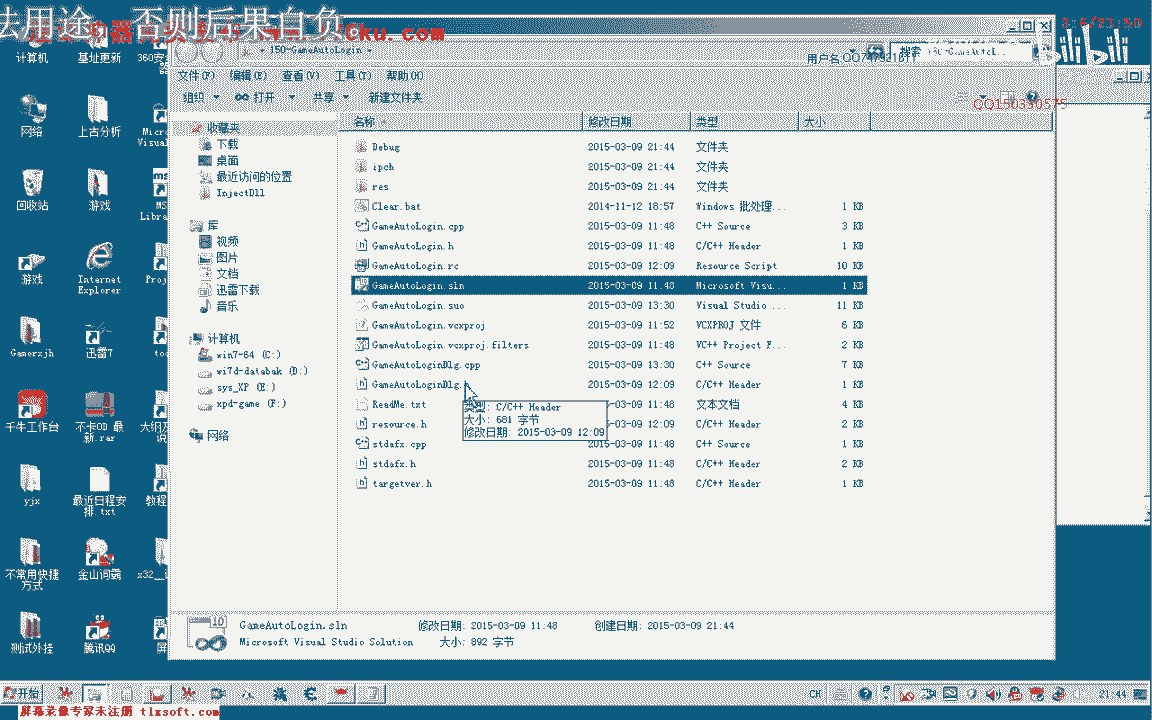 法用途，否则后果自负
cku.com
3:6/23:50
bilibili
150-GameAutoLogin
搜索 150-GameAutoL...
用户名:QQ
QQ150330575
文件(F) 编辑(E) 查看(V) 工具(T) 帮助(H)
组织 打开 共享 新建文件夹
名称 修改日期 类型 大小
收藏夹
下载
桌面
最近访问的位置
InjectDll
库
视频
图片
文档
迅雷下载
音乐
计算机
win7-64 (C:)
wi7d-databak (D:)
sys_XP (E:)
xpd-game (F:)
网络
Debug 2015-03-09 21:44 文件夹
ipch 2015-03-09 21:44 文件夹
res 2015-03-09 21:44 文件夹
Clear.bat 2014-11-12 18:57 Windows 批处理... 1 KB
GameAutoLogin.cpp 2015-03-09 11:48 C++ Source 3 KB
GameAutoLogin.h 2015-03-09 11:48 C/C++ Header 1 KB
GameAutoLogin.rc 2015-03-09 12:09 Resource Script 10 KB
GameAutoLogin.sln 2015-03-09 11:48 Microsoft Visu... 1 KB
GameAutoLogin.suo 2015-03-09 13:30 Visual Studio ... 11 KB
GameAutoLogin.vcxproj 2015-03-09 11:52 VCXPROJ 文件 6 KB
GameAutoLogin.vcxproj.filters 2015-03-09 11:48 VC++ Project F... 2 KB
GameAutoLoginDlg.cpp 2015-03-09 13:30 C++ Source 7 KB
GameAutoLoginDlg. 2015-03-09 12:09 C/C++ Header 1 KB
ReadMe.txt -09 11:48 文本文档 4 KB
resource.h -09 12:09 C/C++ Header 2 KB
stdafx.cpp 2015-03-09 11:48 C++ Source 1 KB
stdafx.h 2015-03-09 11:48 C/C++ Header 2 KB
targetver.h 2015-03-09 11:48 C/C++ Header 1 KB
类型: C/C++ Header
大小: 681 字节
修改日期: 2015-03-09 12:09
GameAutoLogin.sln 修改日期: 2015-03-09 11:48 创建日期: 2015-03-09 21:44
Microsoft Visual Studio Solution 大小: 892 字节
计算机 基址更新 360安
网络 上古分析 Micro
Visual
回收站 游戏 MS
Libra
游戏 Internet Proj
Explorer
Gamerxjh 迅雷7 too
千牛工作台 不卡OD 最
新.rar
yjx 最近日程安 教程
排.txt
不常用快捷 金山词霸 x32_
方式
测试外挂 腾讯QQ 屏
开始 CH 21:44
屏幕录像专家未注册 tlxsoft.com